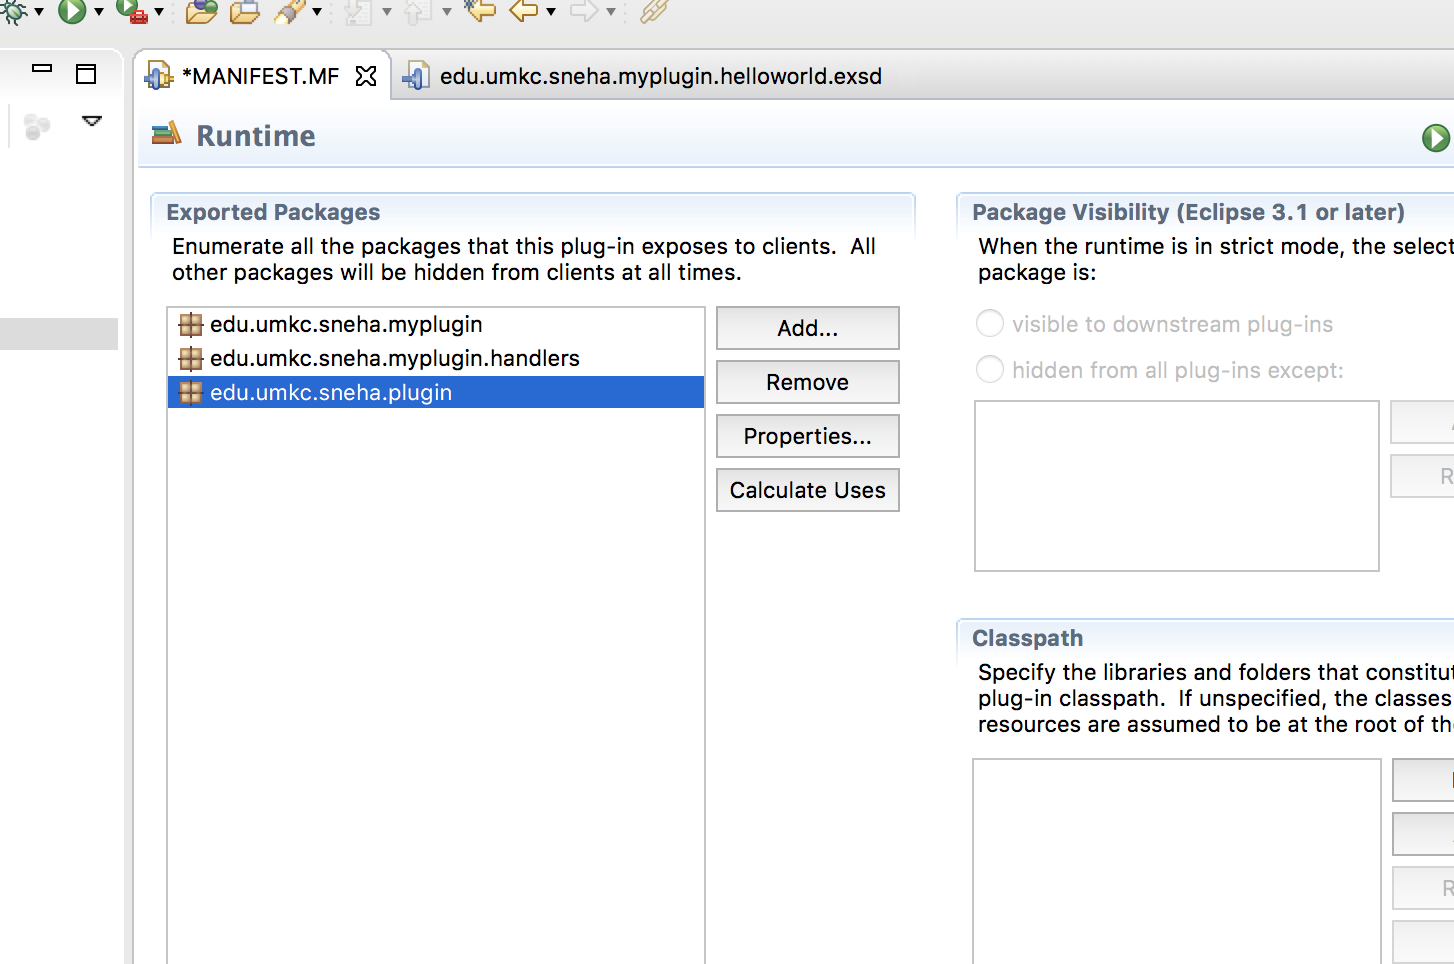 *MANIFEST.MF
edu.umkc.sneha.myplugin.helloworld.exsd
Runtime
Exported Packages
Enumerate all the packages that this plug-in exposes to clients.  All
other packages will be hidden from clients at all times.
edu.umkc.sneha.myplugin
edu.umkc.sneha.myplugin.handlers
edu.umkc.sneha.plugin
Add...
Remove
Properties...
Calculate Uses
Package Visibility (Eclipse 3.1 or later)
When the runtime is in strict mode, the select
package is:
visible to downstream plug-ins
hidden from all plug-ins except:
R
Classpath
Specify the libraries and folders that constitut
plug-in classpath.  If unspecified, the classes
resources are assumed to be at the root of th
R